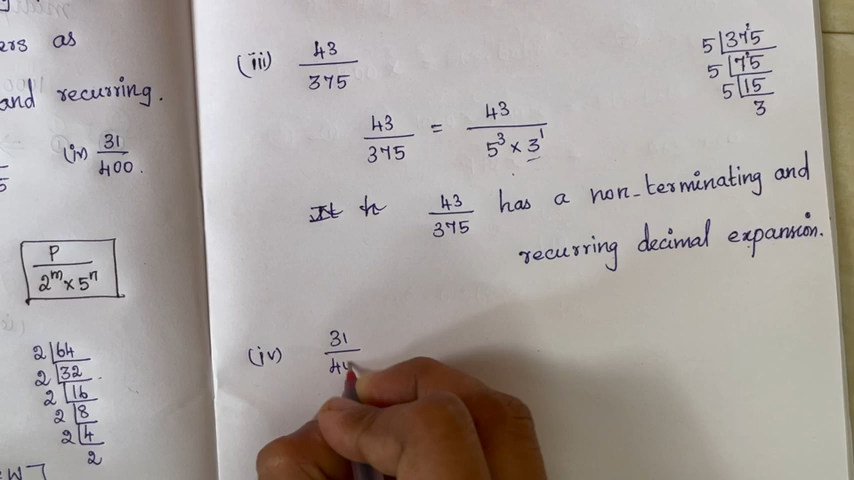 as
and recurring.
(iv) 31/400.
P/2^m × 5^n
2 | 64
2 | 32
2 | 16
2 | 8
2 | 4
2
(iii) 43/375
5 | 375
5 | 75
5 | 15
3
43/375 = 43/5^3 × 3^1
43/375 has a non-terminating and
recurring decimal expansion.
(iv) 31/4